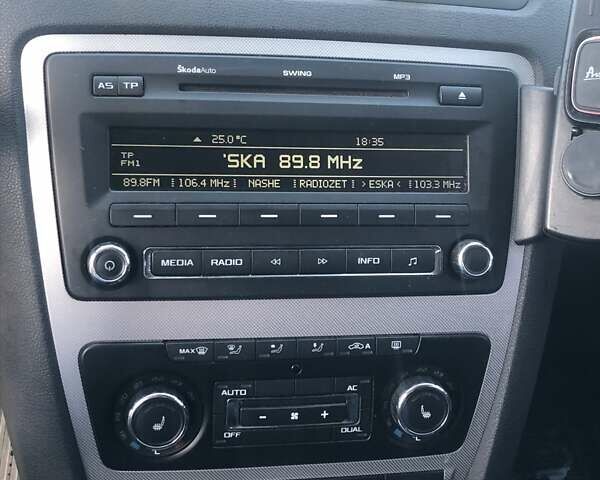 ŠkodaAuto SWING MP3
AS TP
25.0 °C 18:35
TP
FM1
'SKA 89.8 MHz
89.8FM 106.4 MHz NASHE RADIOZET > ESKA < 103.3 MHz
MEDIA RADIO INFO
MAX A
AUTO AC
OFF DUAL